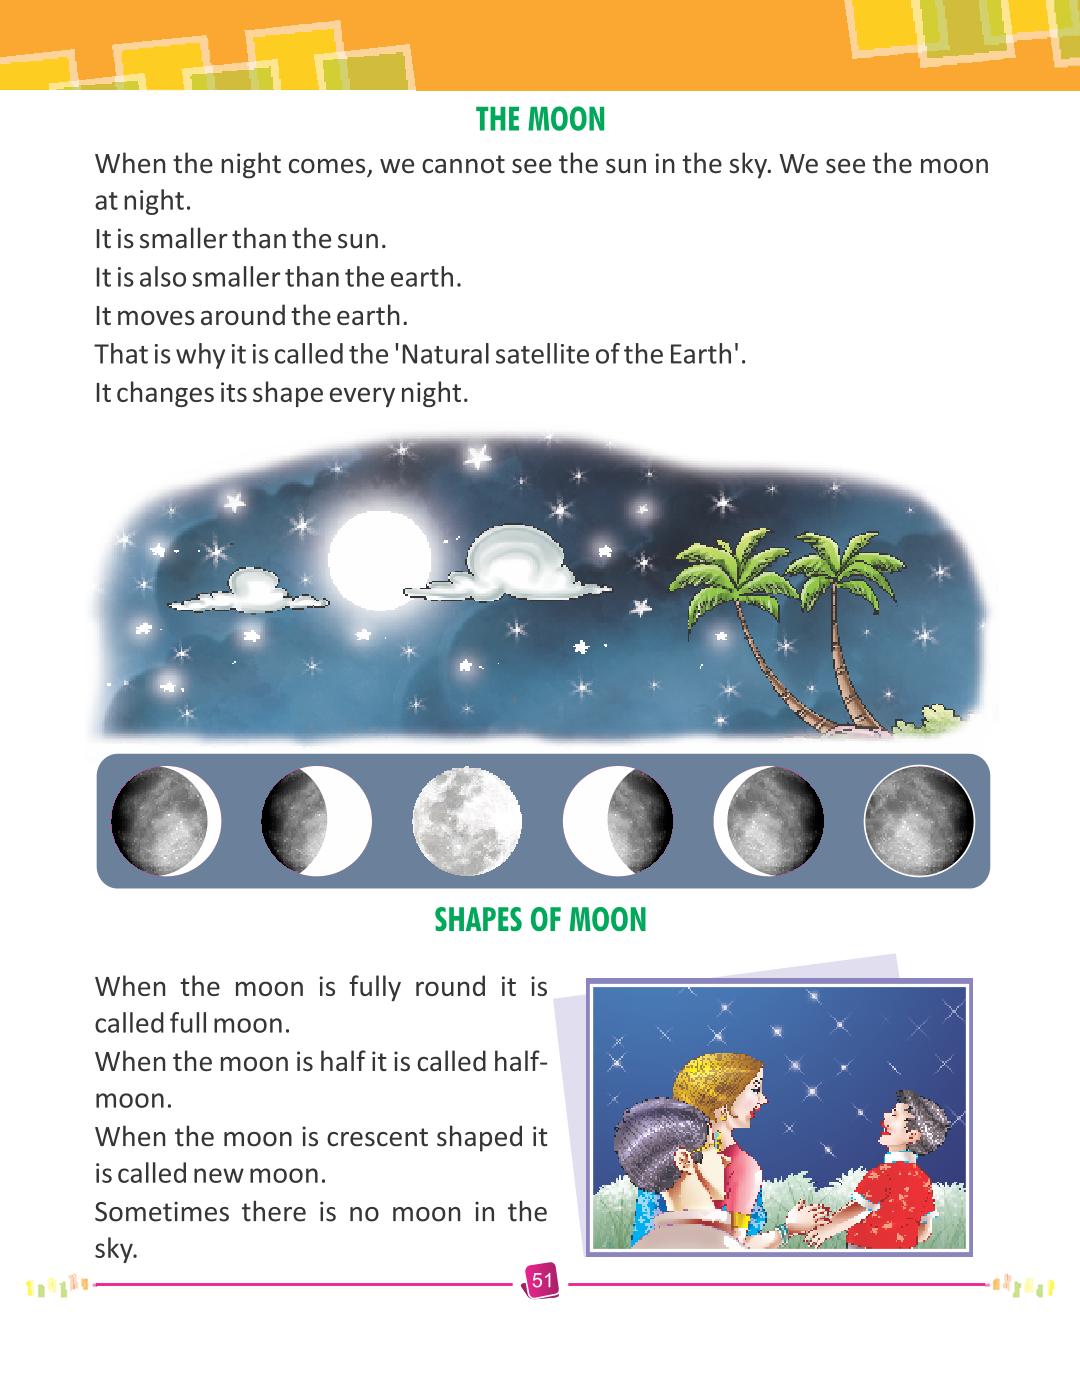 THE MOON
When the night comes, we cannot see the sun in the sky. We see the moon
at night.
It is smaller than the sun.
It is also smaller than the earth.
It moves around the earth.
That is why it is called the 'Natural satellite of the Earth'.
It changes its shape every night.
SHAPES OF MOON
When the moon is fully round it is
called full moon.
When the moon is half it is called half-
moon.
When the moon is crescent shaped it
is called new moon.
Sometimes there is no moon in the
sky.
51